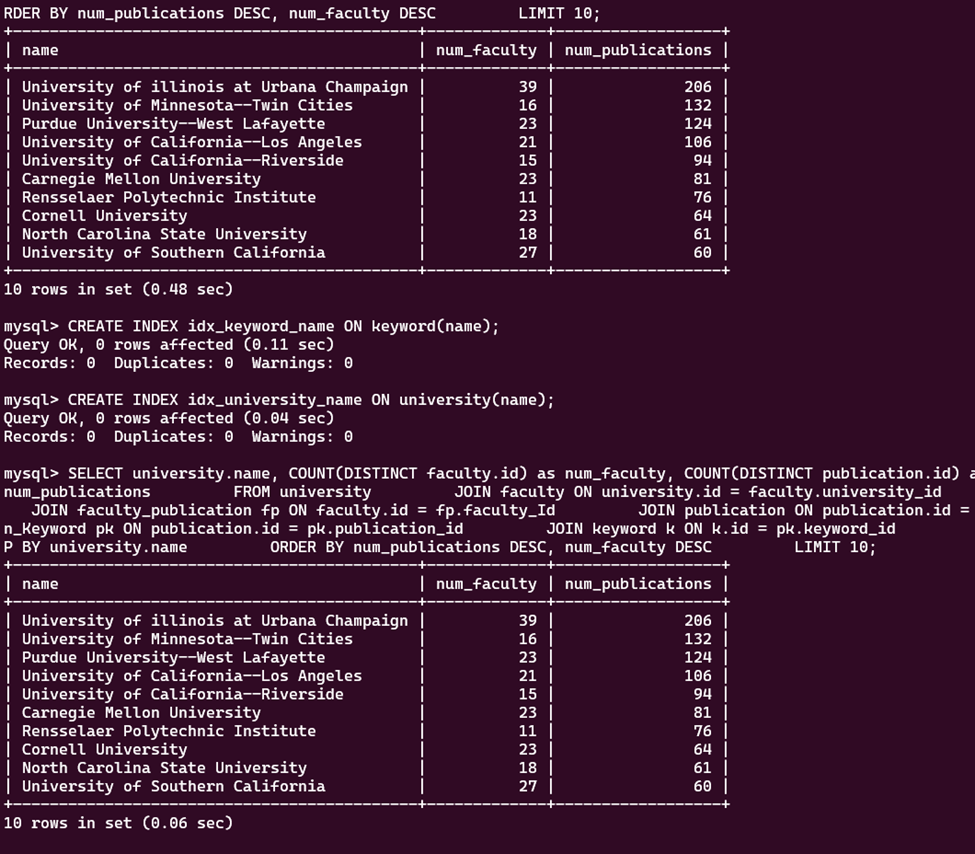 RDER BY num_publications DESC, num_faculty DESC         LIMIT 10;
+--------------------------------------------+-------------+------------------+
| name                                       | num_faculty | num_publications |
+--------------------------------------------+-------------+------------------+
| University of illinois at Urbana Champaign |          39 |              206 |
| University of Minnesota--Twin Cities       |          16 |              132 |
| Purdue University--West Lafayette          |          23 |              124 |
| University of California--Los Angeles      |          21 |              106 |
| University of California--Riverside        |          15 |               94 |
| Carnegie Mellon University                 |          23 |               81 |
| Rensselaer Polytechnic Institute           |          11 |               76 |
| Cornell University                         |          23 |               64 |
| North Carolina State University            |          18 |               61 |
| University of Southern California          |          27 |               60 |
+--------------------------------------------+-------------+------------------+
10 rows in set (0.48 sec)
mysql> CREATE INDEX idx_keyword_name ON keyword(name);
Query OK, 0 rows affected (0.11 sec)
Records: 0  Duplicates: 0  Warnings: 0
mysql> CREATE INDEX idx_university_name ON university(name);
Query OK, 0 rows affected (0.04 sec)
Records: 0  Duplicates: 0  Warnings: 0
mysql> SELECT university.name, COUNT(DISTINCT faculty.id) as num_faculty, COUNT(DISTINCT publication.id) a
num_publications         FROM university         JOIN faculty ON university.id = faculty.university_id
   JOIN faculty_publication fp ON faculty.id = fp.faculty_Id         JOIN publication ON publication.id =
n_Keyword pk ON publication.id = pk.publication_id         JOIN keyword k ON k.id = pk.keyword_id
P BY university.name         ORDER BY num_publications DESC, num_faculty DESC         LIMIT 10;
+--------------------------------------------+-------------+------------------+
| name                                       | num_faculty | num_publications |
+--------------------------------------------+-------------+------------------+
| University of illinois at Urbana Champaign |          39 |              206 |
| University of Minnesota--Twin Cities       |          16 |              132 |
| Purdue University--West Lafayette          |          23 |              124 |
| University of California--Los Angeles      |          21 |              106 |
| University of California--Riverside        |          15 |               94 |
| Carnegie Mellon University                 |          23 |               81 |
| Rensselaer Polytechnic Institute           |          11 |               76 |
| Cornell University                         |          23 |               64 |
| North Carolina State University            |          18 |               61 |
| University of Southern California          |          27 |               60 |
+--------------------------------------------+-------------+------------------+
10 rows in set (0.06 sec)